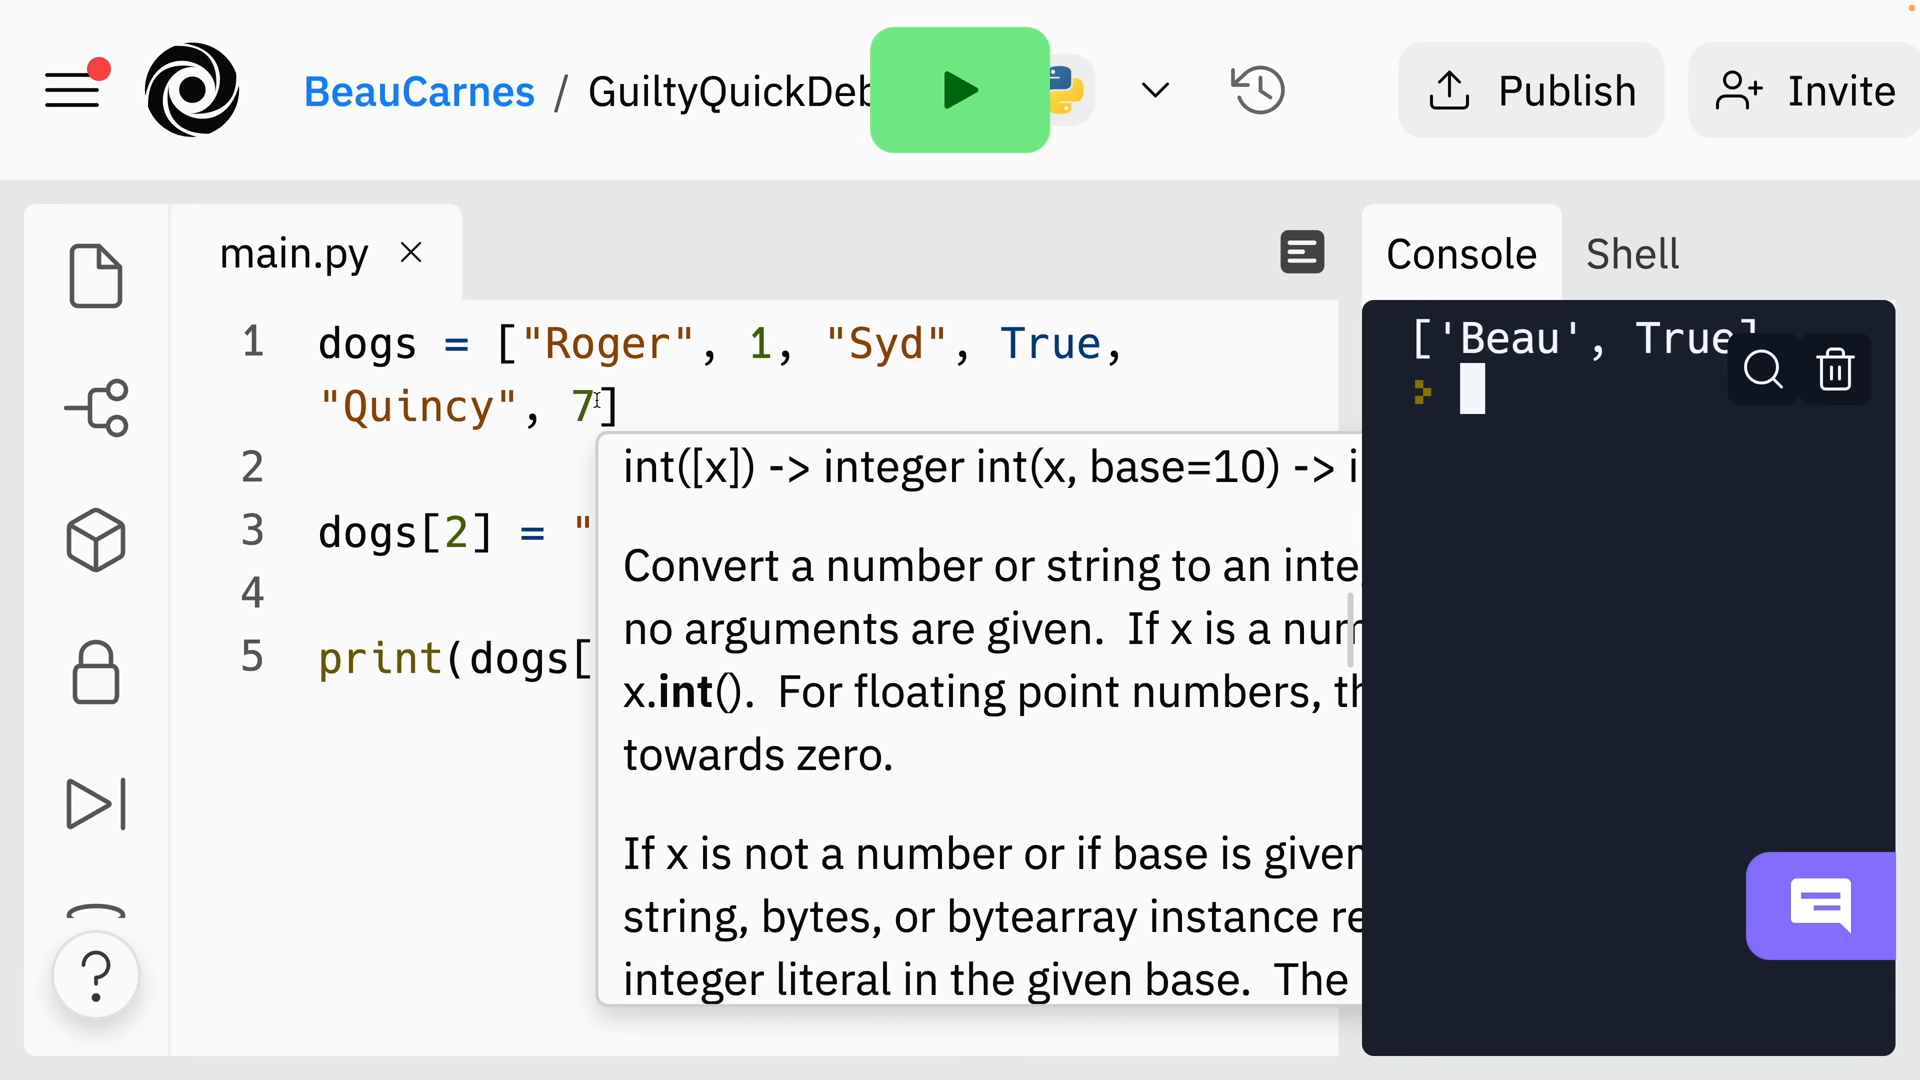 BeauCarnes / GuiltyQuickDeb
Publish
Invite
main.py
Console
Shell
1 dogs = ["Roger", 1, "Syd", True,
"Quincy", 7]
2
3 dogs[2] = "
4
5 print(dogs[
int([x]) -> integer int(x, base=10) -> i
Convert a number or string to an inte
no arguments are given.  If x is a num
x.int().  For floating point numbers, th
towards zero.
If x is not a number or if base is given
string, bytes, or bytearray instance re
integer literal in the given base.  The
['Beau', True]